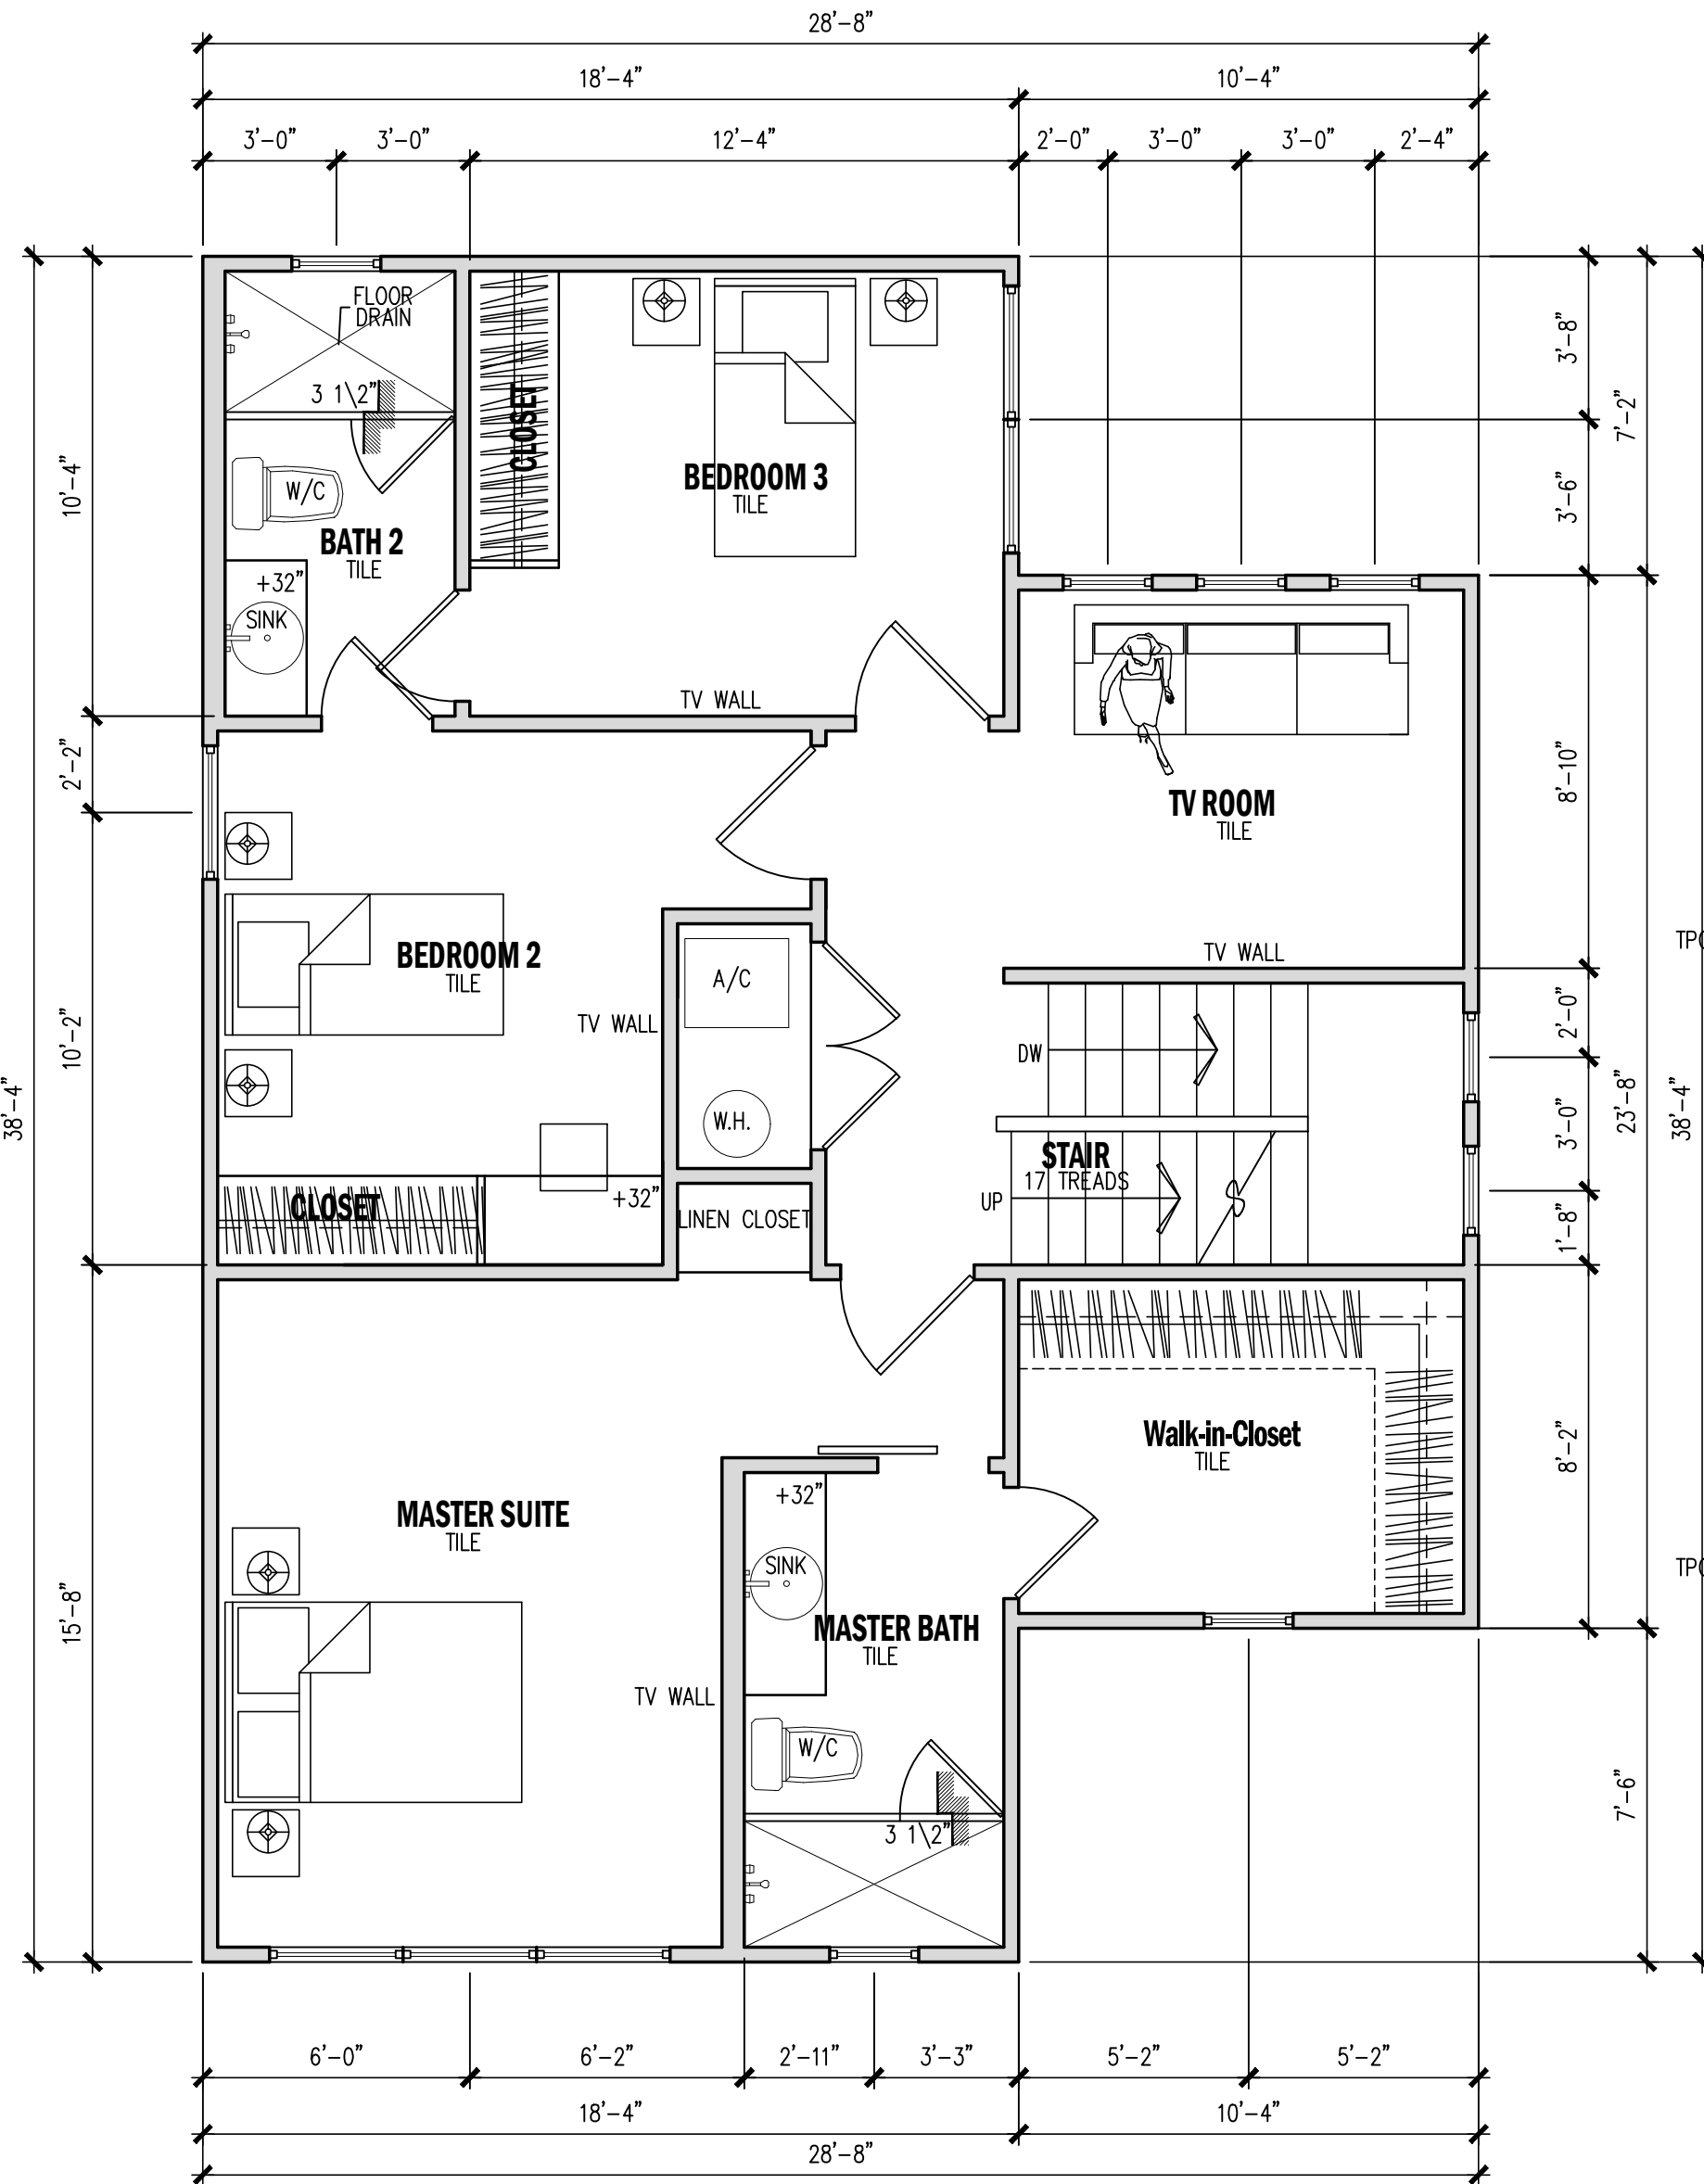 28'-8"
18'-4"
10'-4"
3'-0"
3'-0"
12'-4"
2'-0"
3'-0"
3'-0"
2'-4"
FLOOR
DRAIN
3 1\2"
W/C
BATH 2
TILE
+32"
SINK
CLOSET
BEDROOM 3
TILE
TV WALL
TV ROOM
TILE
TV WALL
BEDROOM 2
TILE
TV WALL
A/C
W.H.
DW
STAIR
17 TREADS
UP
CLOSET
+32"
LINEN CLOSET
Walk-in-Closet
TILE
MASTER SUITE
TILE
TV WALL
+32"
SINK
MASTER BATH
TILE
W/C
3 1\2"
38'-4"
10'-4"
2'-2"
10'-2"
15'-8"
3'-8"
3'-6"
8'-10"
2'-0"
3'-0"
1'-8"
8'-2"
7'-2"
23'-8"
7'-6"
38'-4"
6'-0"
6'-2"
2'-11"
3'-3"
5'-2"
5'-2"
18'-4"
10'-4"
28'-8"